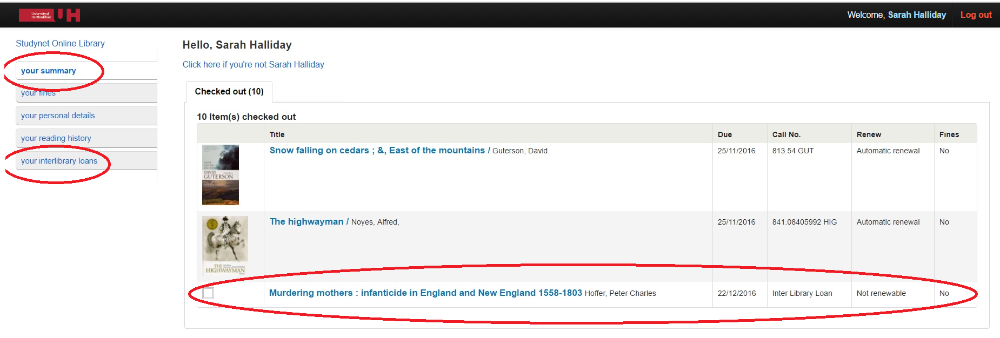 University of
Hertfordshire
UH
Welcome, Sarah Halliday
Log out
Studynet Online Library
your summary
your fines
your personal details
your reading history
your interlibrary loans
Hello, Sarah Halliday
Click here if you're not Sarah Halliday
Checked out (10)
10 Item(s) checked out
Title Due Call No. Renew Fines
Snow falling on cedars ; &, East of the mountains / Guterson, David. 25/11/2016 813.54 GUT Automatic renewal No
DAVID
GUTERSON
The highwayman / Noyes, Alfred, 25/11/2016 841.08405992 HIG Automatic renewal No
THE
HIGHWAYMAN
Murdering mothers : infanticide in England and New England 1558-1803 Hoffer, Peter Charles 22/12/2016 Inter Library Loan Not renewable No